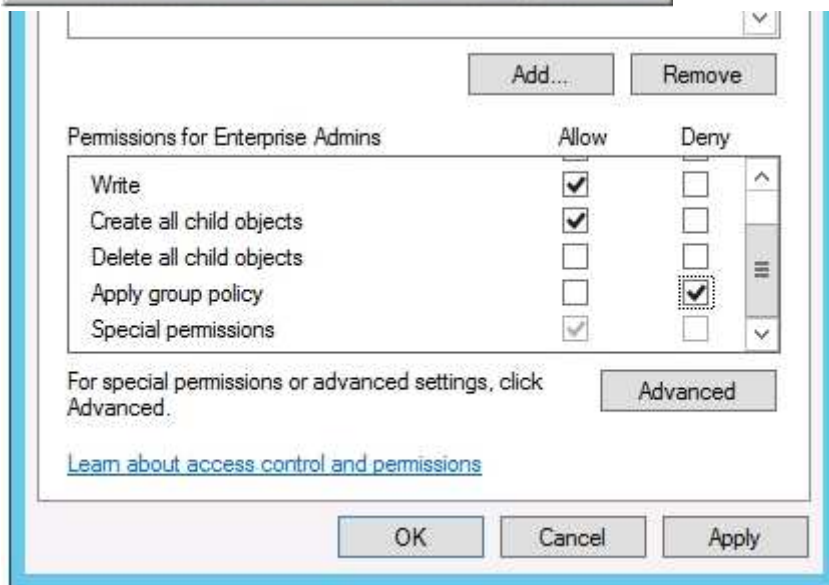 Add... Remove
Permissions for Enterprise Admins Allow Deny
Write
Create all child objects
Delete all child objects
Apply group policy
Special permissions
For special permissions or advanced settings, click
Advanced.
Advanced
Learn about access control and permissions
OK Cancel Apply